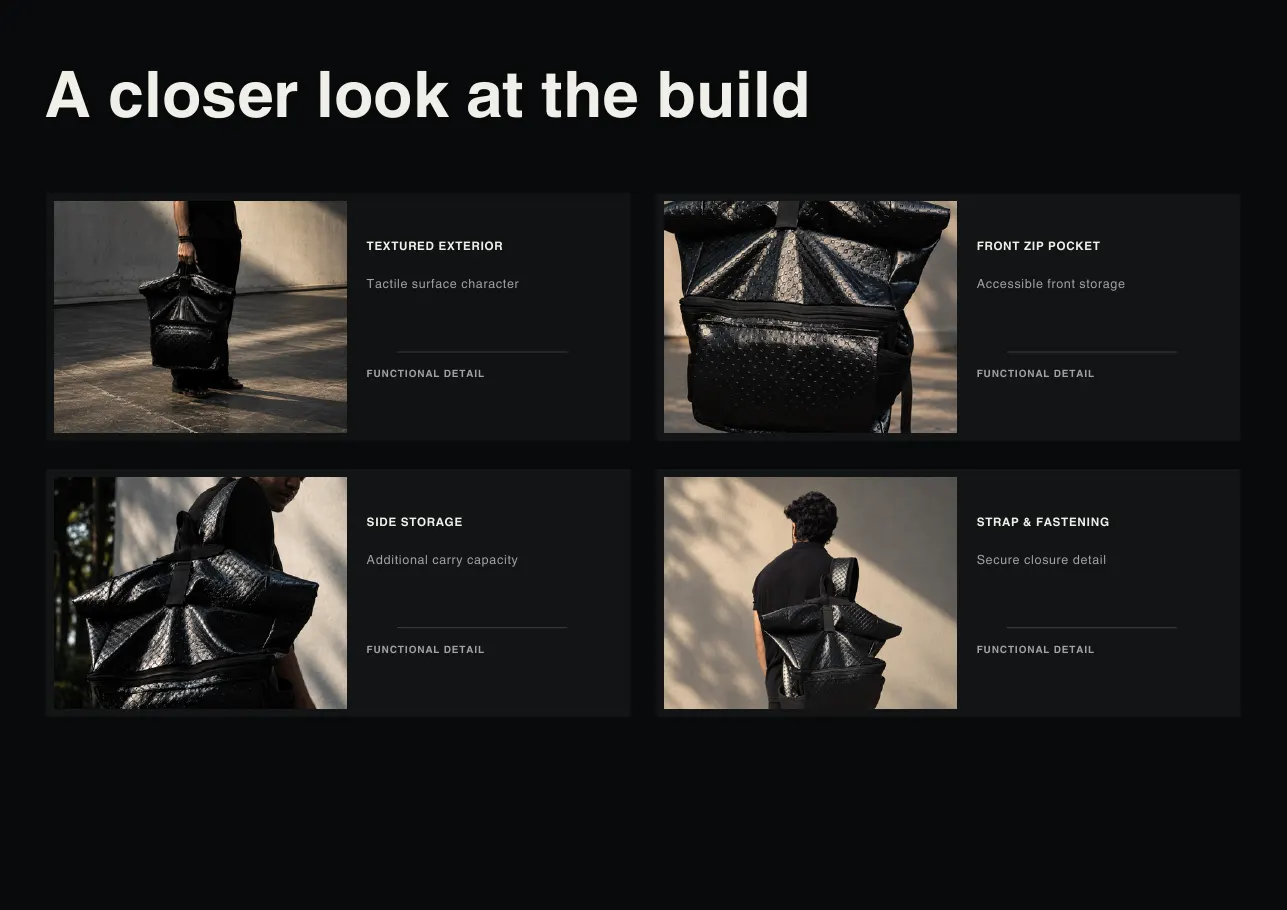 A closer look at the build
TEXTURED EXTERIOR
Tactile surface character
FUNCTIONAL DETAIL
FRONT ZIP POCKET
Accessible front storage
FUNCTIONAL DETAIL
SIDE STORAGE
Additional carry capacity
FUNCTIONAL DETAIL
STRAP & FASTENING
Secure closure detail
FUNCTIONAL DETAIL